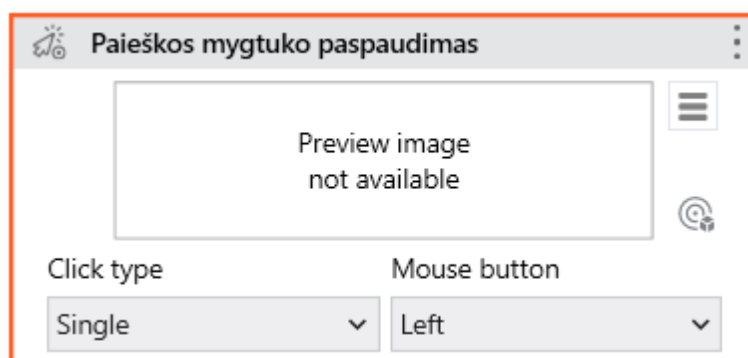 Paieškos mygtuko paspaudimas
Preview image
not available
Click type
Mouse button
Single
Left